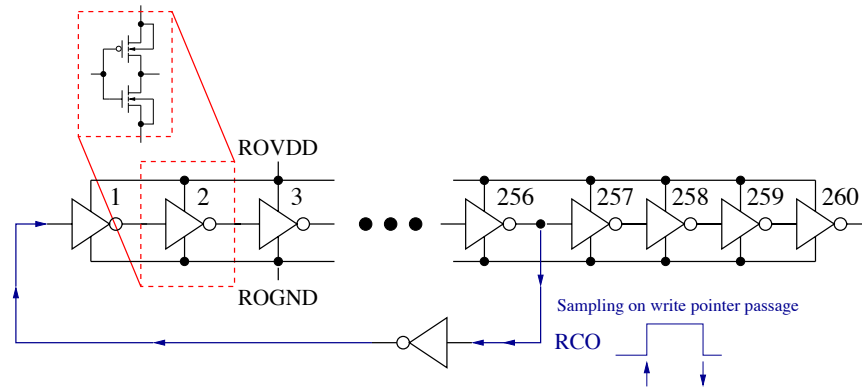 ROVDD
1 2 3 256 257 258 259 260
ROGND
Sampling on write pointer passage
RCO